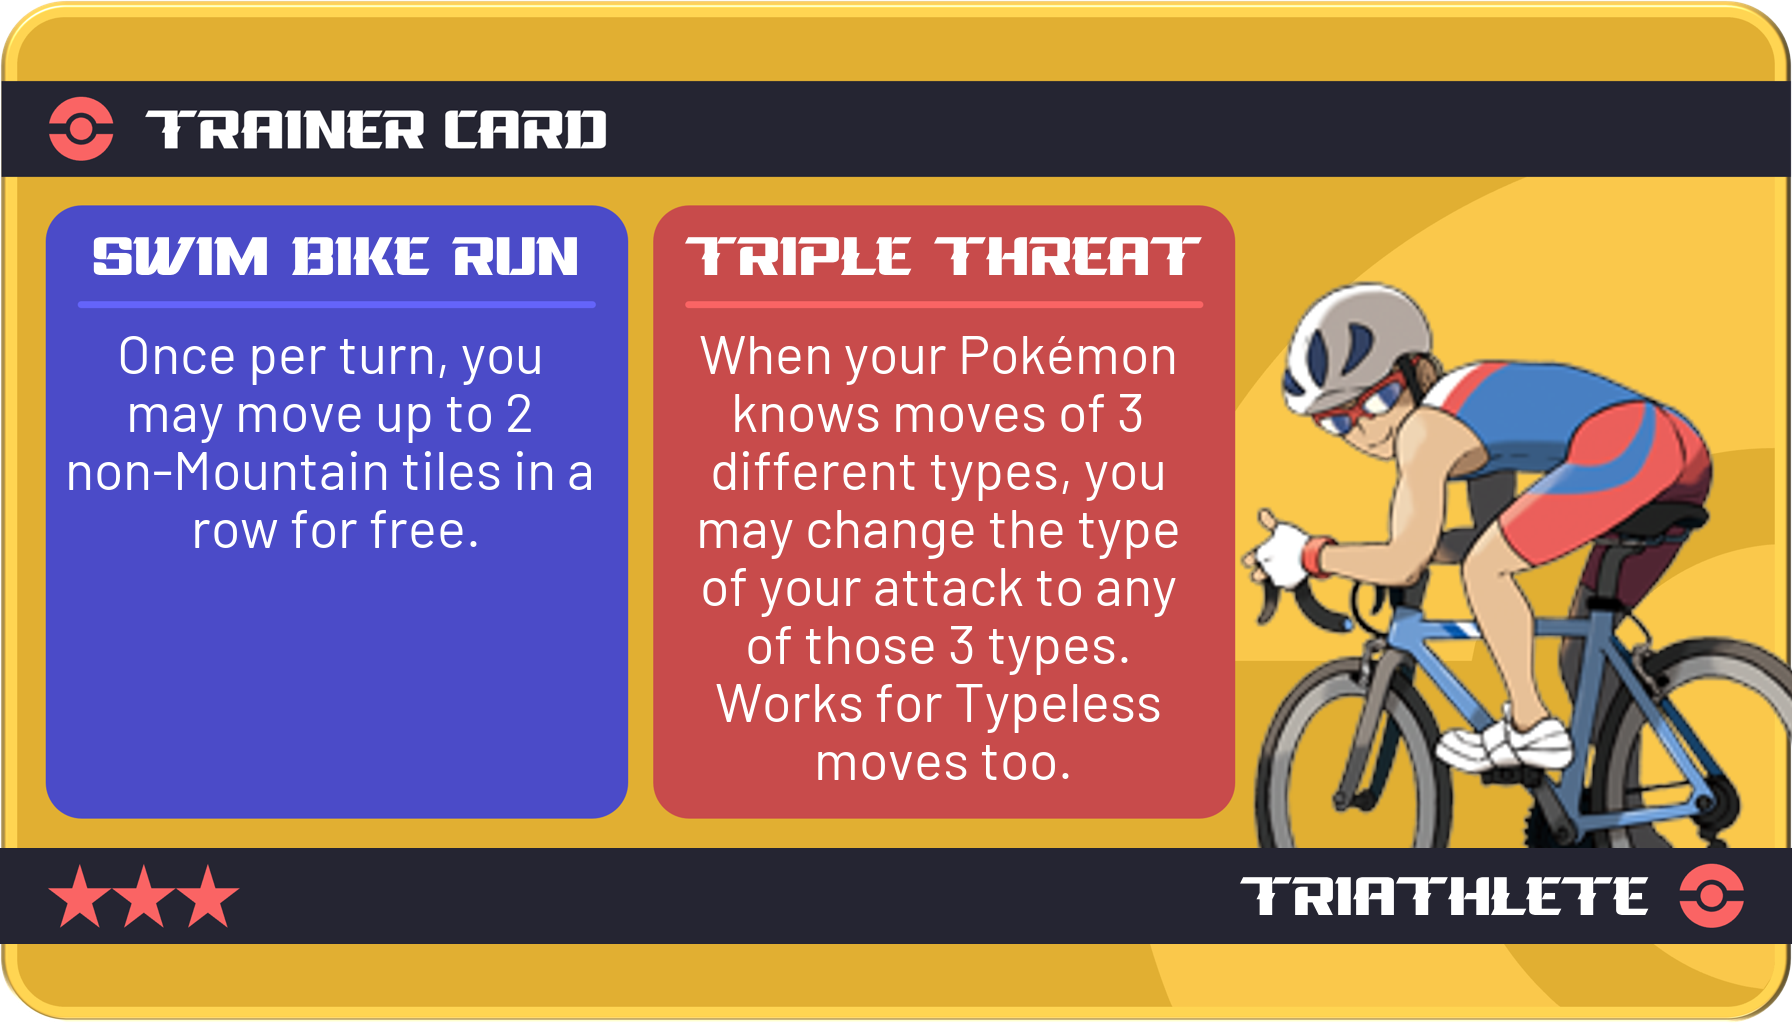 TRAINER CARD
SWIM BIKE RUN
Once per turn, you
may move up to 2
non-Mountain tiles in a
row for free.
TRIPLE THREAT
When your Pokémon
knows moves of 3
different types, you
may change the type
of your attack to any
of those 3 types.
Works for Typeless
moves too.
TRIATHLETE